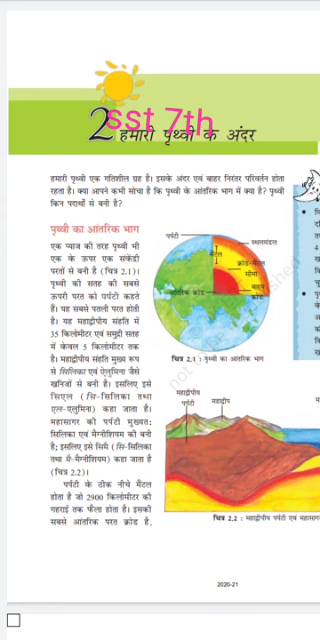 2
sst 7th
हमारी पृथ्वी के अंदर
हमारी पृथ्वी एक गतिशील ग्रह है। इसके अंदर एवं बाहर निरंतर परिवर्तन होता
रहता है। क्या आपने कभी सोचा है कि पृथ्वी के आंतरिक भाग में क्या है? पृथ्वी
किन पदार्थों से बनी है?
पृथ्वी का आंतरिक भाग
एक प्याज की तरह पृथ्वी भी
एक के ऊपर एक संकेंद्री
परतों से बनी है (चित्र 2.1)।
पृथ्वी की सतह की सबसे
ऊपरी परत को पर्पटी कहते
हैं। यह सबसे पतली परत होती
है। यह महाद्वीपीय संहति में
35 किलोमीटर एवं समुद्री सतह
में केवल 5 किलोमीटर तक
है। महाद्वीपीय संहति मुख्य रूप
से सिलिका एवं ऐलुमिना जैसे
खनिजों से बनी है। इसलिए इसे
सिएल (सि-सिलिका तथा
एल-एलुमिना) कहा जाता है।
महासागर की पर्पटी मुख्यत:
सिलिका एवं मैग्नीशियम की बनी
है; इसलिए इसे सिमै (सि-सिलिका
तथा मै-मैग्नीशियम) कहा जाता है
(चित्र 2.2)।
पर्पटी के ठीक नीचे मैंटल
होता है जो 2900 किलोमीटर की
गहराई तक फैला होता है। इसकी
सबसे आंतरिक परत क्रोड है,
पर्पटी
स्थलमंडल
मैंटल
क्रोड-मैंटल
सीमा
बाह्य
क्रोड
आंतरिक क्रोड
चित्र 2.1 : पृथ्वी का आंतरिक भाग
महाद्वीपीय
पर्पटी
महाद्वीप
चित्र 2.2 : महाद्वीपीय पर्पटी एवं महासाग
2020-21